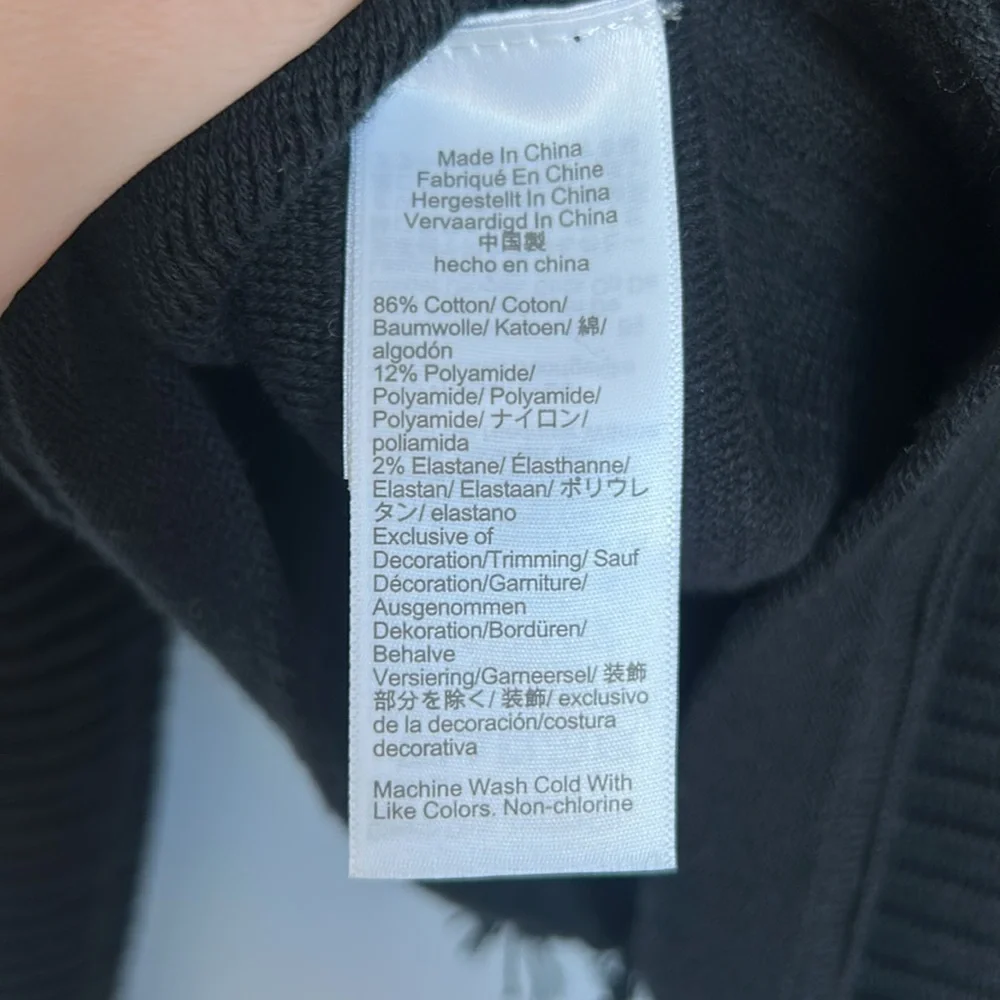 Made In China
Fabriqué En Chine
Hergestellt In China
Vervaardigd In China
中国製
hecho en china
86% Cotton/ Coton/
Baumwolle/ Katoen/ 綿/
algodón
12% Polyamide/
Polyamide/ Polyamide/
Polyamide/ ナイロン/
poliamida
2% Elastane/ Élasthanne/
Elastan/ Elastaan/ ポリウレ
タン/ elastano
Exclusive of
Decoration/Trimming/ Sauf
Décoration/Garniture/
Ausgenommen
Dekoration/Bordüren/
Behalve
Versiering/Garneersel/ 装飾
部分を除く/ 装飾/ exclusivo
de la decoración/costura
decorativa
Machine Wash Cold With
Like Colors. Non-chlorine